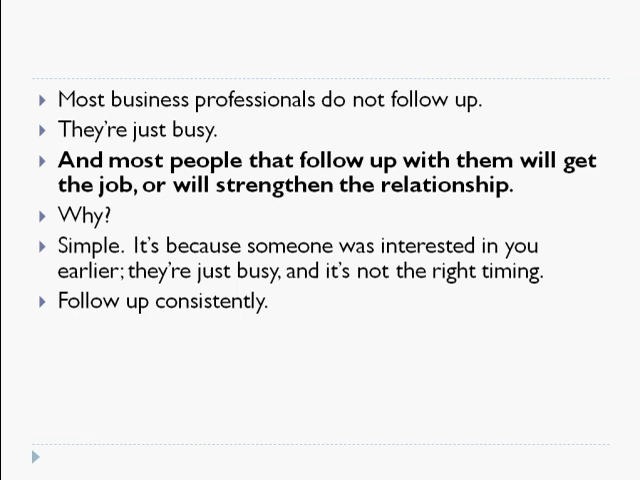 Most business professionals do not follow up.
They're just busy.
And most people that follow up with them will get
the job, or will strengthen the relationship.
Why?
Simple.  It's because someone was interested in you
earlier; they're just busy, and it's not the right timing.
Follow up consistently.